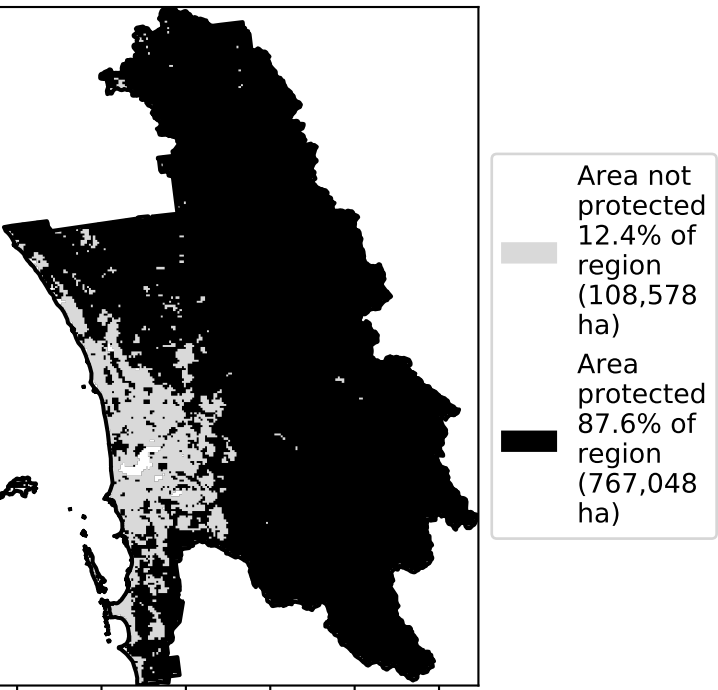 Area not
protected
12.4% of
region
(108,578
ha)
Area
protected
87.6% of
region
(767,048
ha)